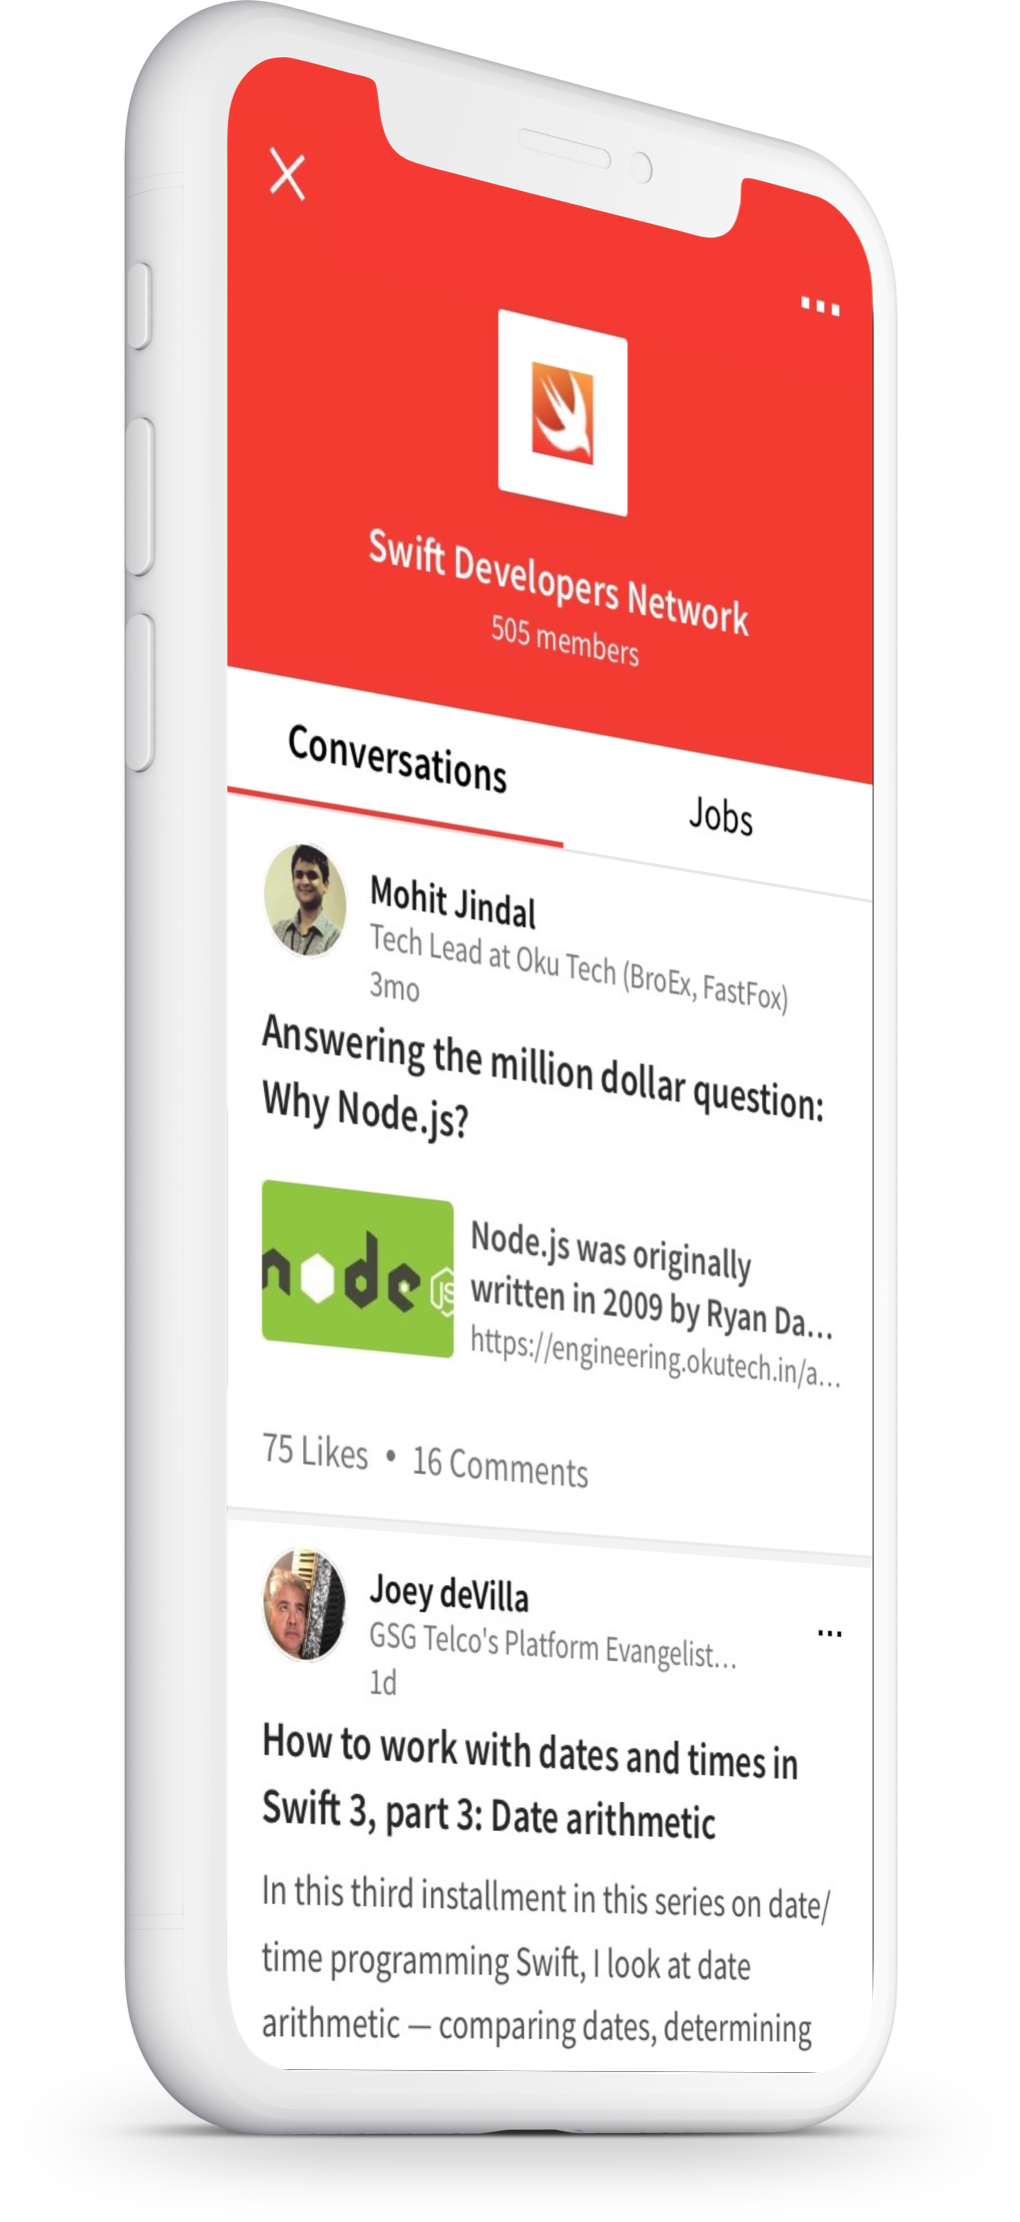 Swift Developers Network
505 members
Conversations
Jobs
Mohit Jindal
Tech Lead at Oku Tech (BroEx, FastFox)
3mo
Answering the million dollar question:
Why Node.js?
node
js
Node.js was originally
written in 2009 by Ryan Da...
https://engineering.okutech.in/a...
75 Likes • 16 Comments
Joey deVilla
GSG Telco's Platform Evangelist...
1d
How to work with dates and times in
Swift 3, part 3: Date arithmetic
In this third installment in this series on date/
time programming Swift, I look at date
arithmetic — comparing dates, determining